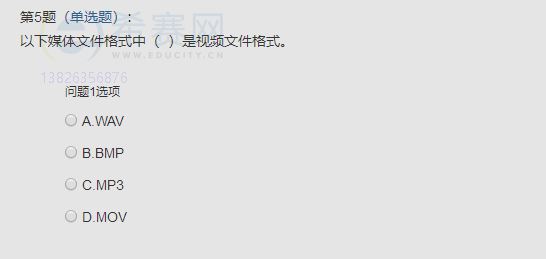 第5题（单选题）：
希赛网
以下媒体文件格式中（ ）是视频文件格式。
WWW.EDUCITY.CN
13826356876
问题1选项
A.WAV
B.BMP
C.MP3
D.MOV